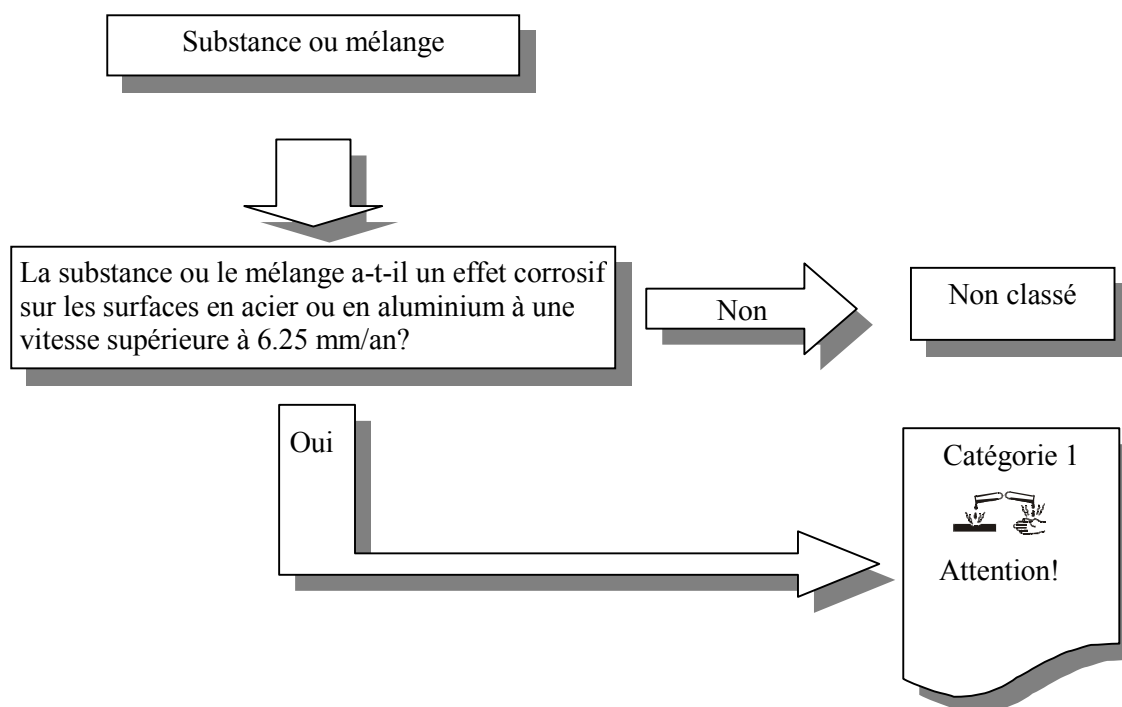 Substance ou mélange
La substance ou le mélange a-t-il un effet corrosif
sur les surfaces en acier ou en aluminium à une
vitesse supérieure à 6.25 mm/an?
Non
Non classé
Oui
Catégorie 1
Attention!